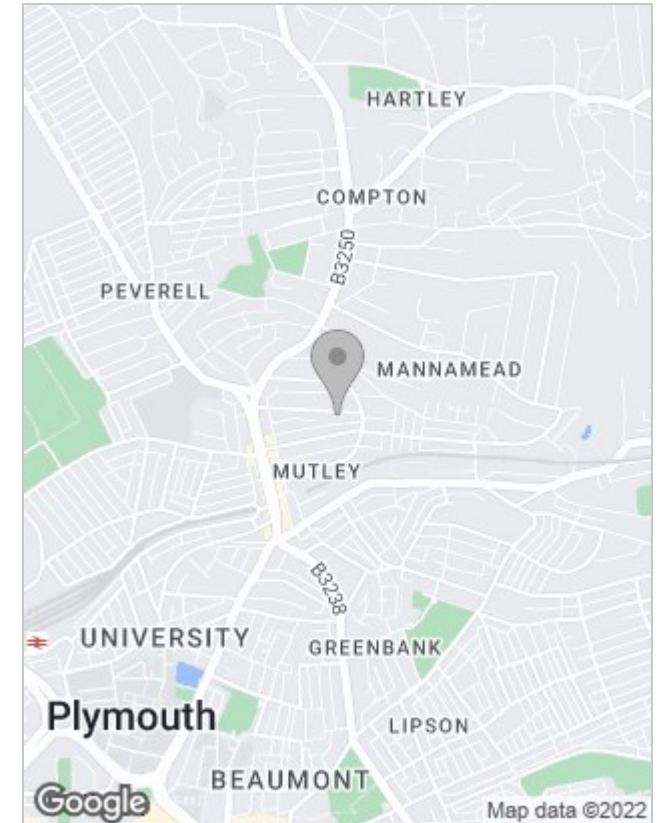 HARTLEY
COMPTON
B3250
PEVERELL
MANNAMEAD
MUTLEY
B3238
UNIVERSITY
GREENBANK
Plymouth
LIPSON
BEAUMONT
Google
Map data ©2022